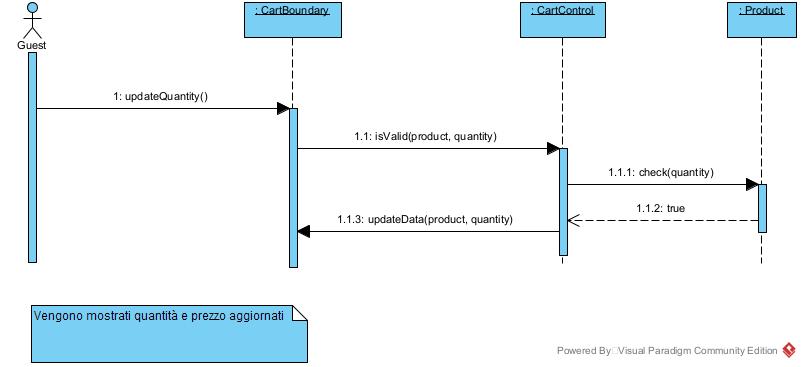 : CartBoundary
: CartControl
: Product
Guest
1: updateQuantity()
1.1: isValid(product, quantity)
1.1.1: check(quantity)
1.1.2: true
1.1.3: updateData(product, quantity)
Vengono mostrati quantità e prezzo aggiornati
Powered By Visual Paradigm Community Edition